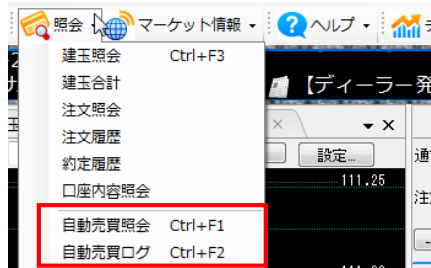 照会 マーケット情報 ヘルプ
建玉照会 Ctrl+F3
建玉合計
【ディーラー発
注文照会
注文履歴
約定履歴
設定...
口座内容照会
111.25
自動売買照会 Ctrl+F1
自動売買ログ Ctrl+F2